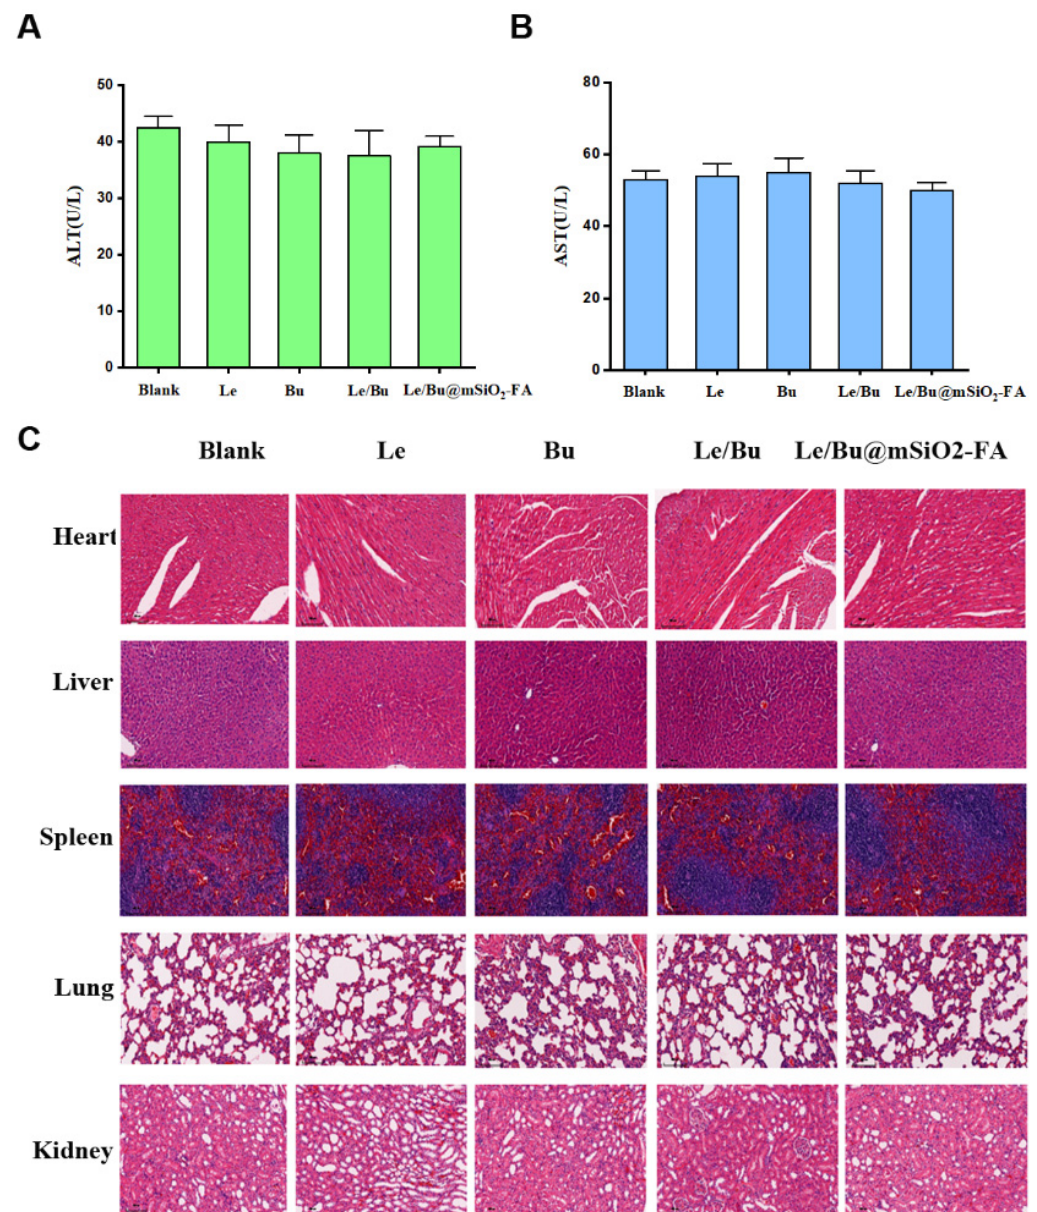 A
B
50
40
30
20
10
0
ALT(U/L)
Blank
Le
Bu
Le/Bu
Le/Bu@mSiO₂-FA
80
60
40
20
0
AST(U/L)
Blank
Le
Bu
Le/Bu
Le/Bu@mSiO₂-FA
C
Blank Le Bu Le/Bu Le/Bu@mSiO2-FA
Heart
Liver
Spleen
Lung
Kidney